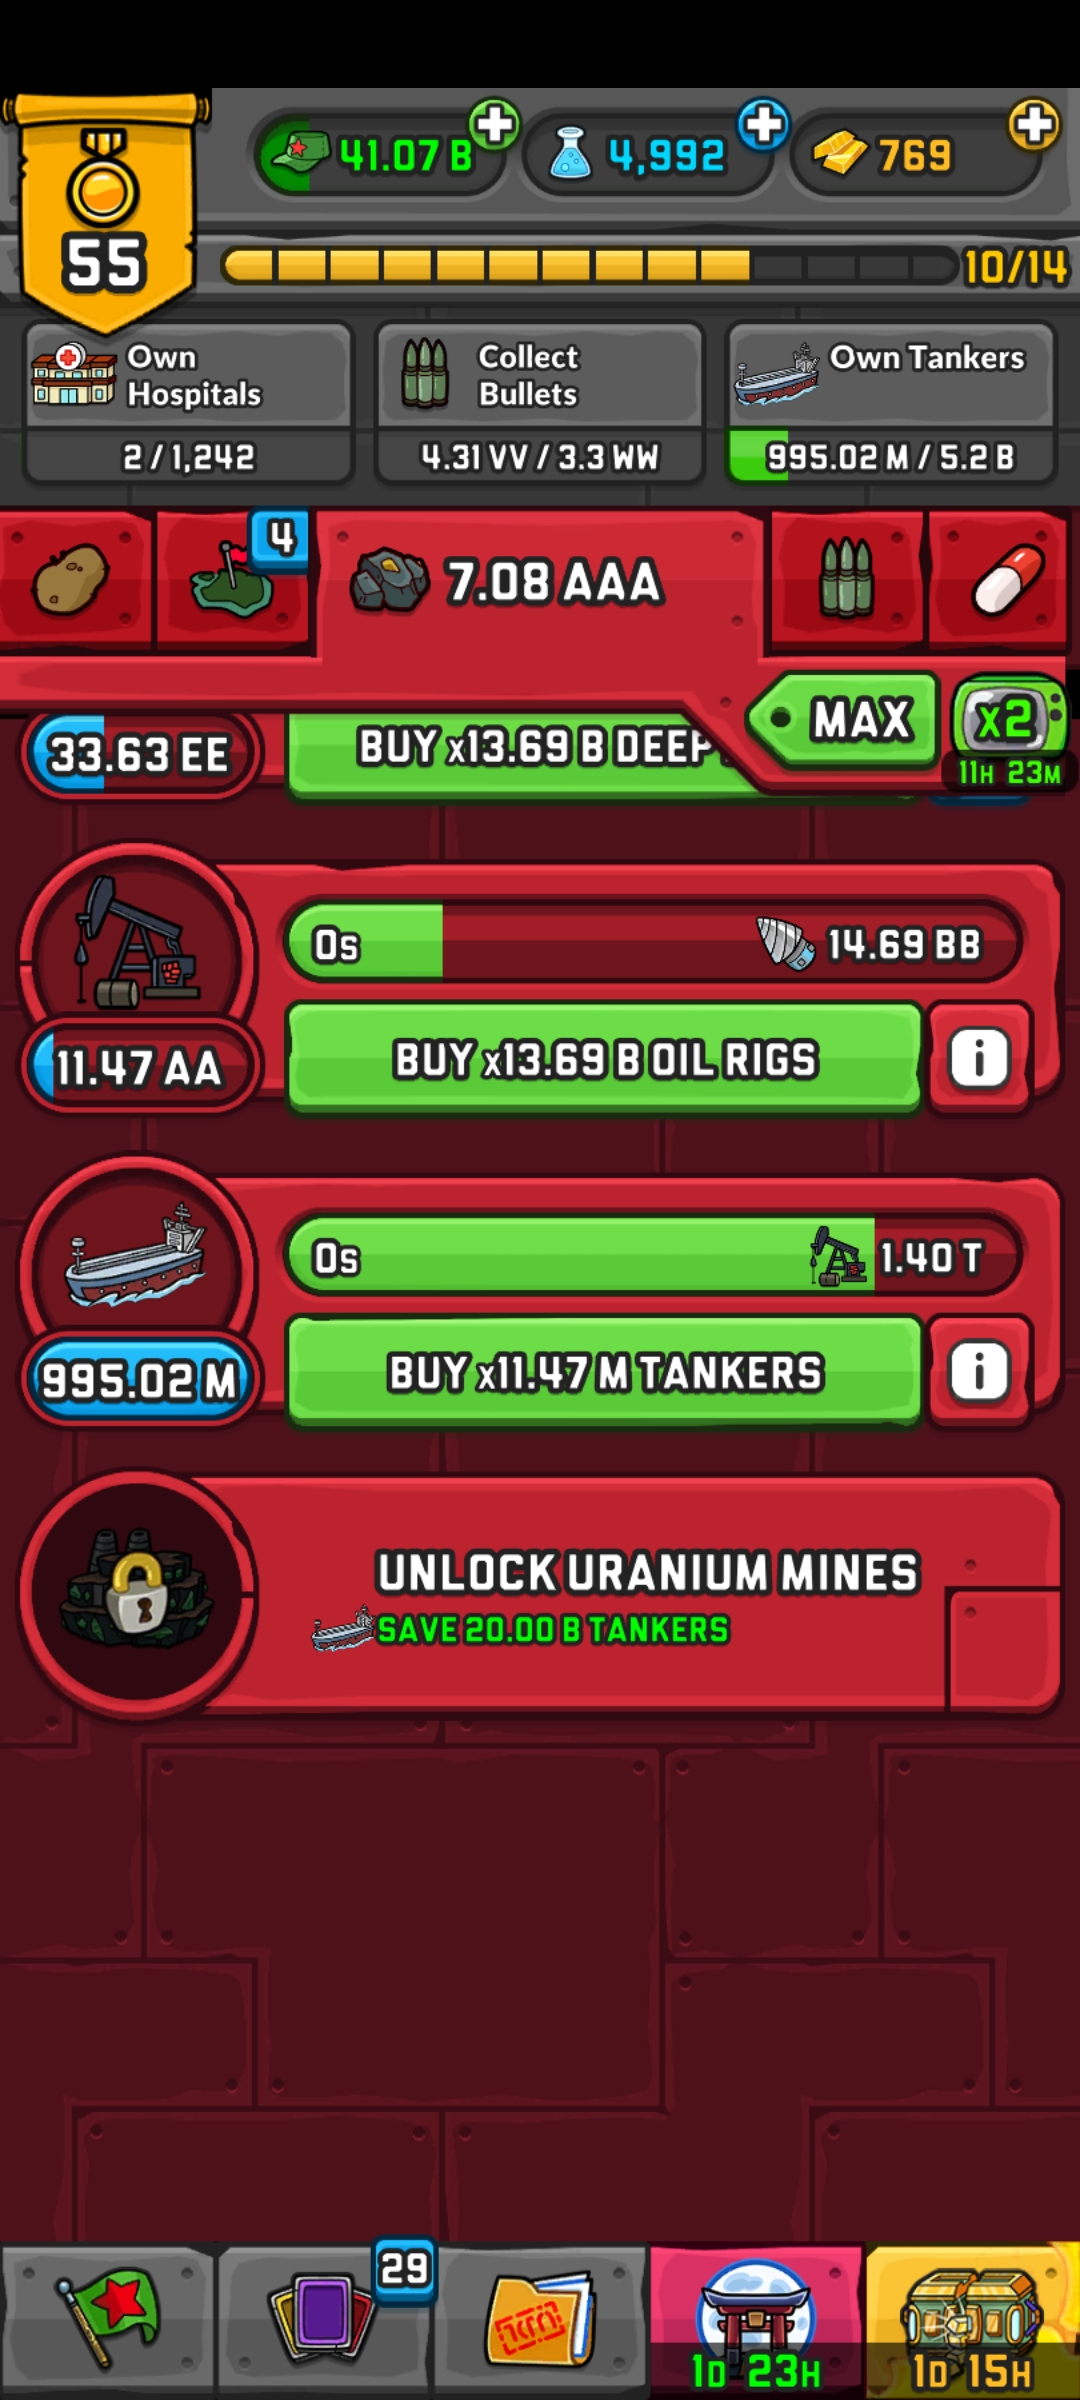 41.07 B
4,992
769
55
10/14
Own
Hospitals
2 / 1,242
Collect
Bullets
4.31 VV / 3.3 WW
Own Tankers
995.02 M / 5.2 B
4
7.08 AAA
MAX
x2
11H 23M
33.63 EE
BUY x13.69 B DEEP
0s
14.69 BB
11.47 AA
BUY x13.69 B OIL RIGS
i
0s
1.40 T
995.02 M
BUY x11.47 M TANKERS
i
UNLOCK URANIUM MINES
SAVE 20.00 B TANKERS
29
1D 23H
1D 15H